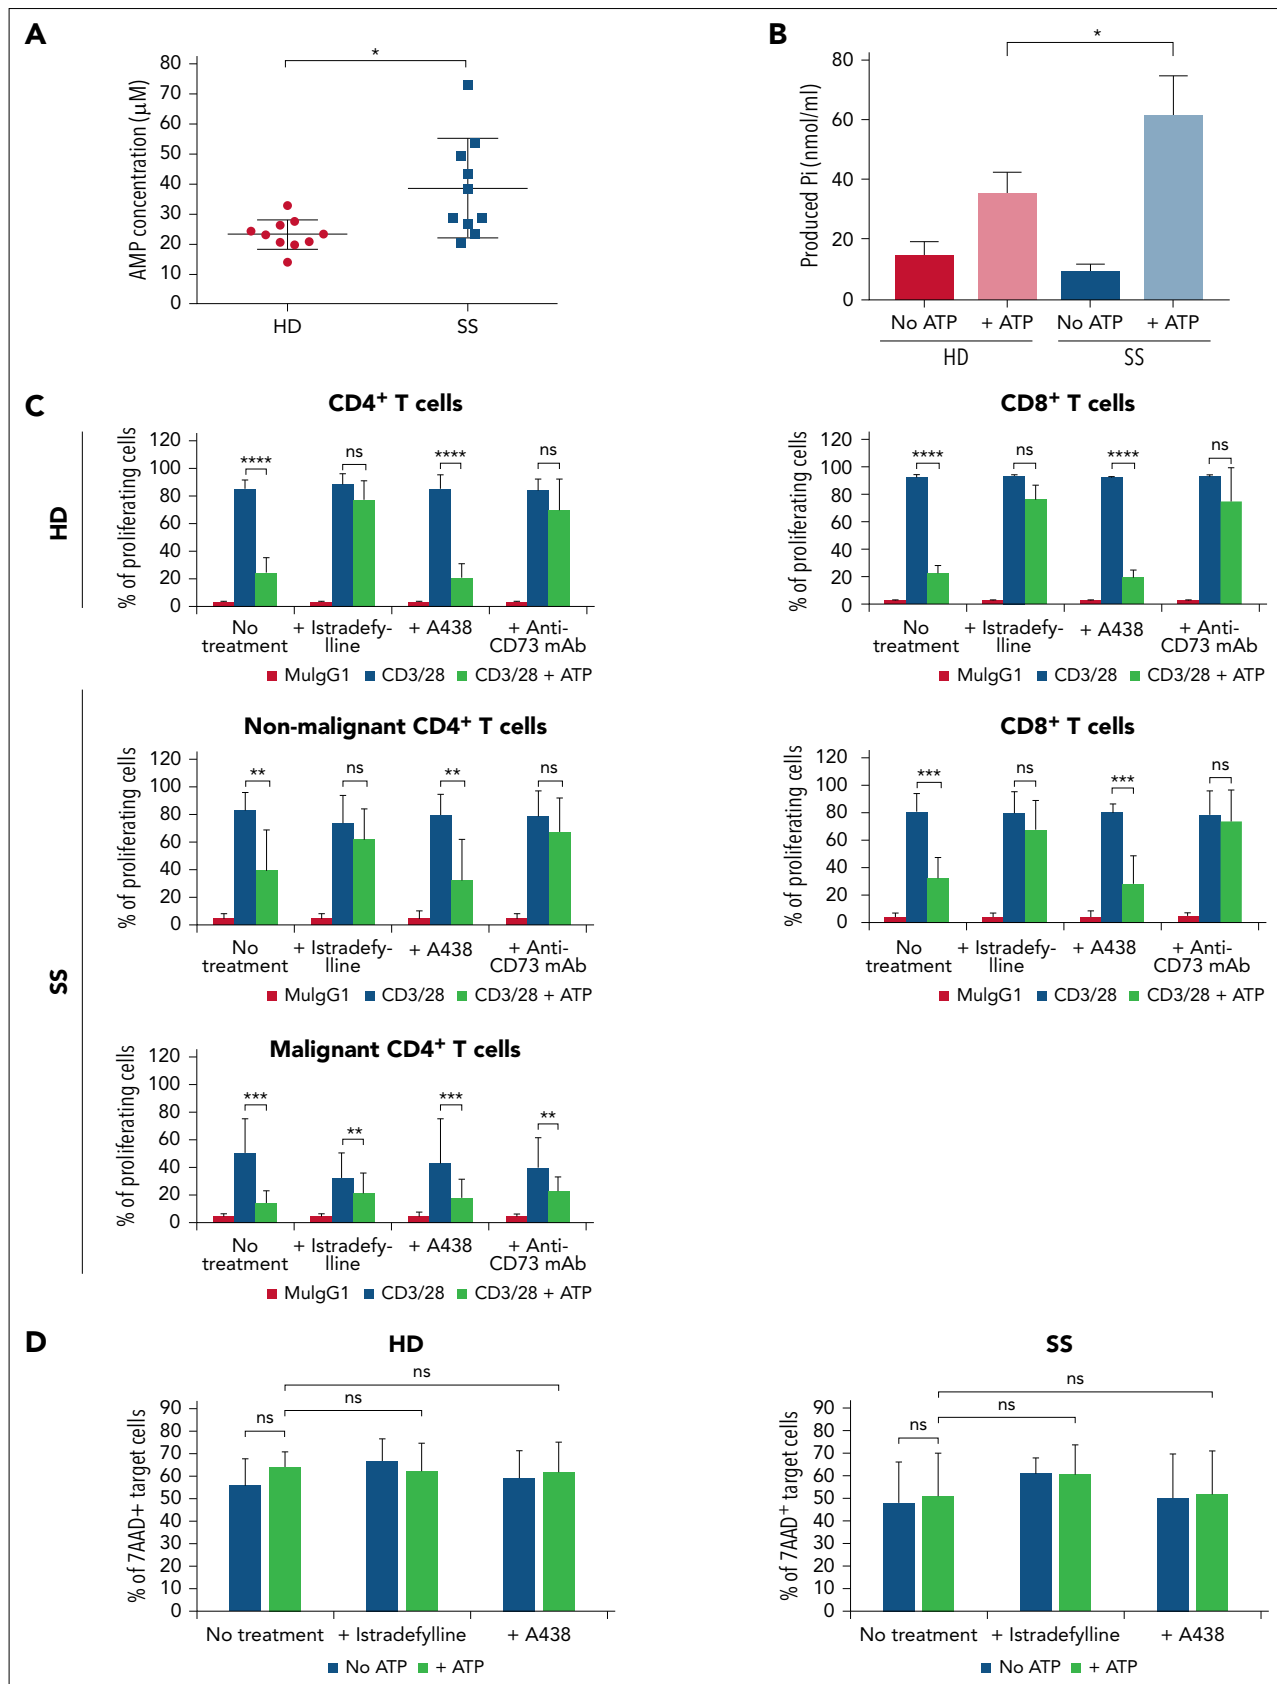 A
AMP concentration (µM)
80
70
60
50
40
30
20
10
0
*
HD
SS
B
Produced Pi (nmol/ml)
80
60
40
20
0
*
No ATP
+ ATP
No ATP
+ ATP
HD
SS
C
HD
CD4+ T cells
% of proliferating cells
120
100
80
60
40
20
0
****
ns
****
ns
No treatment
+ Istradefy-lline
+ A438
+ Anti-CD73 mAb
MuIgG1 CD3/28 CD3/28 + ATP
CD8+ T cells
% of proliferating cells
120
100
80
60
40
20
0
****
ns
****
ns
No treatment
+ Istradefy-lline
+ A438
+ Anti-CD73 mAb
MuIgG1 CD3/28 CD3/28 + ATP
SS
Non-malignant CD4+ T cells
% of proliferating cells
120
100
80
60
40
20
0
**
ns
**
ns
No treatment
+ Istradefy-lline
+ A438
+ Anti-CD73 mAb
MuIgG1 CD3/28 CD3/28 + ATP
CD8+ T cells
% of proliferating cells
120
100
80
60
40
20
0
***
ns
***
ns
No treatment
+ Istradefy-lline
+ A438
+ Anti-CD73 mAb
MuIgG1 CD3/28 CD3/28 + ATP
Malignant CD4+ T cells
% of proliferating cells
120
100
80
60
40
20
0
***
**
***
**
No treatment
+ Istradefy-lline
+ A438
+ Anti-CD73 mAb
MuIgG1 CD3/28 CD3/28 + ATP
D
HD
% of 7AAD+ target cells
90
80
70
60
50
40
30
20
10
0
ns
ns
ns
No treatment
+ Istradefylline
+ A438
No ATP + ATP
SS
% of 7AAD+ target cells
90
80
70
60
50
40
30
20
10
0
ns
ns
ns
No treatment
+ Istradefylline
+ A438
No ATP + ATP